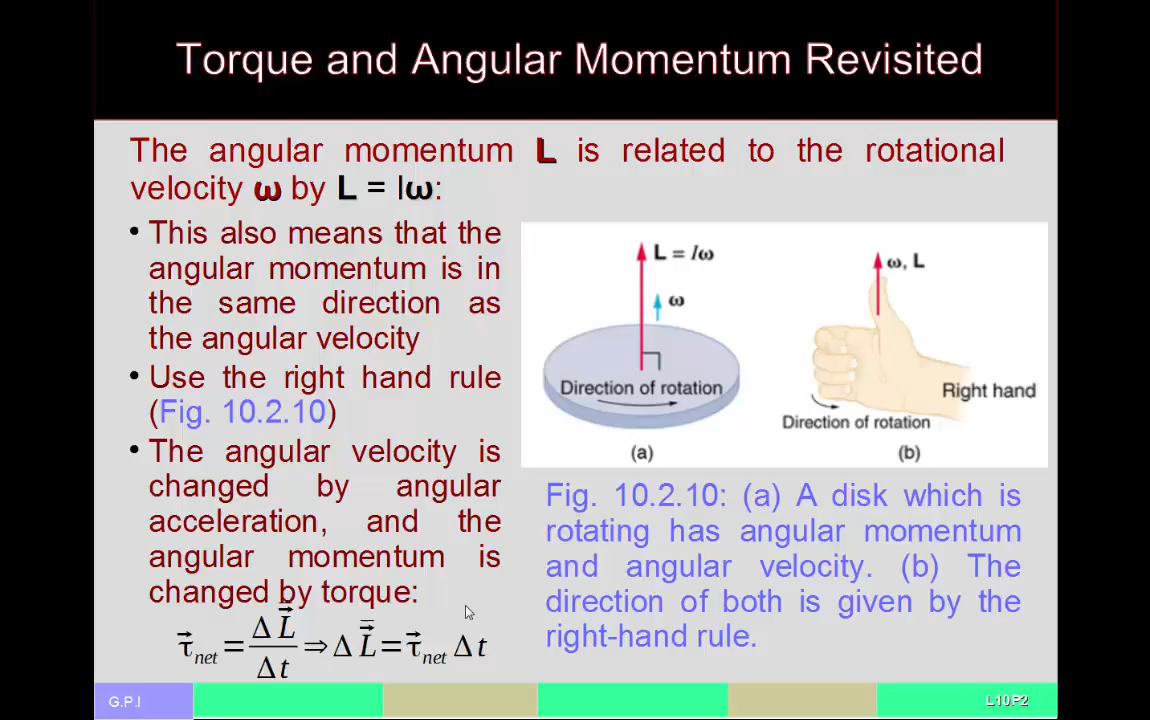 Torque and Angular Momentum Revisited
The angular momentum L is related to the rotational
velocity ω by L = Iω:
• This also means that the
angular momentum is in
the same direction as
the angular velocity
• Use the right hand rule
(Fig. 10.2.10)
• The angular velocity is
changed by angular
acceleration, and the
angular momentum is
changed by torque:
τ⃗net = ΔL⃗/Δt ⇒ ΔL⃗ = τ⃗net Δt
L = Iω
ω
Direction of rotation
(a)
ω, L
Right hand
Direction of rotation
(b)
Fig. 10.2.10: (a) A disk which is
rotating has angular momentum
and angular velocity. (b) The
direction of both is given by the
right-hand rule.
G.P.I
L10.P2